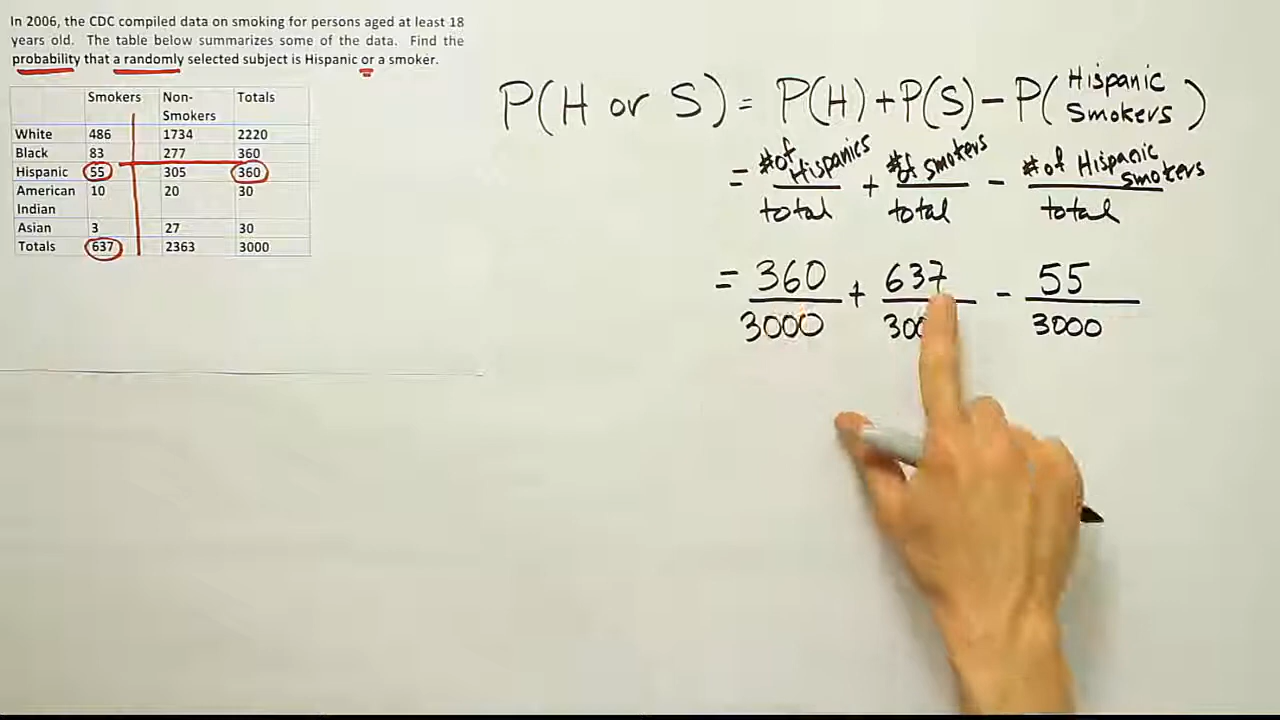 In 2006, the CDC compiled data on smoking for persons aged at least 18
years old. The table below summarizes some of the data. Find the
probability that a randomly selected subject is Hispanic or a smoker.
Smokers Non-Smokers Totals
White 486 1734 2220
Black 83 277 360
Hispanic 55 305 360
American Indian 10 20 30
Asian 3 27 30
Totals 637 2363 3000
P(H or S) = P(H) + P(S) - P(Hispanic Smokers)
= # of Hispanics / total + # of smokers / total - # of Hispanic smokers / total
= 360 / 3000 + 637 / 300 - 55 / 3000